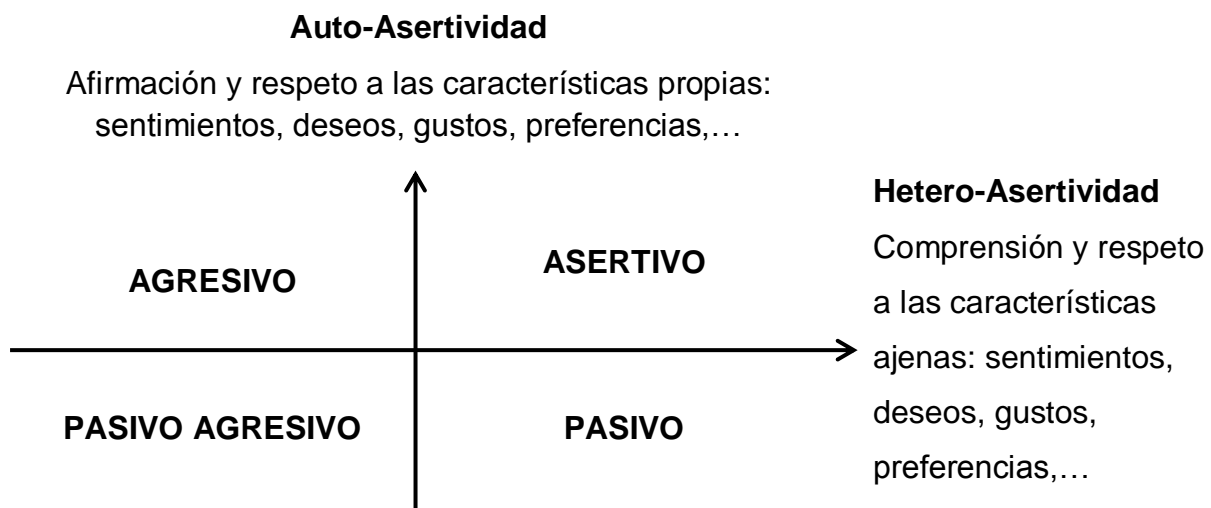 Auto-Asertividad
Afirmación y respeto a las características propias:
sentimientos, deseos, gustos, preferencias,…
Hetero-Asertividad
Comprensión y respeto
a las características
ajenas: sentimientos,
deseos, gustos,
preferencias,…
AGRESIVO
ASERTIVO
PASIVO AGRESIVO
PASIVO